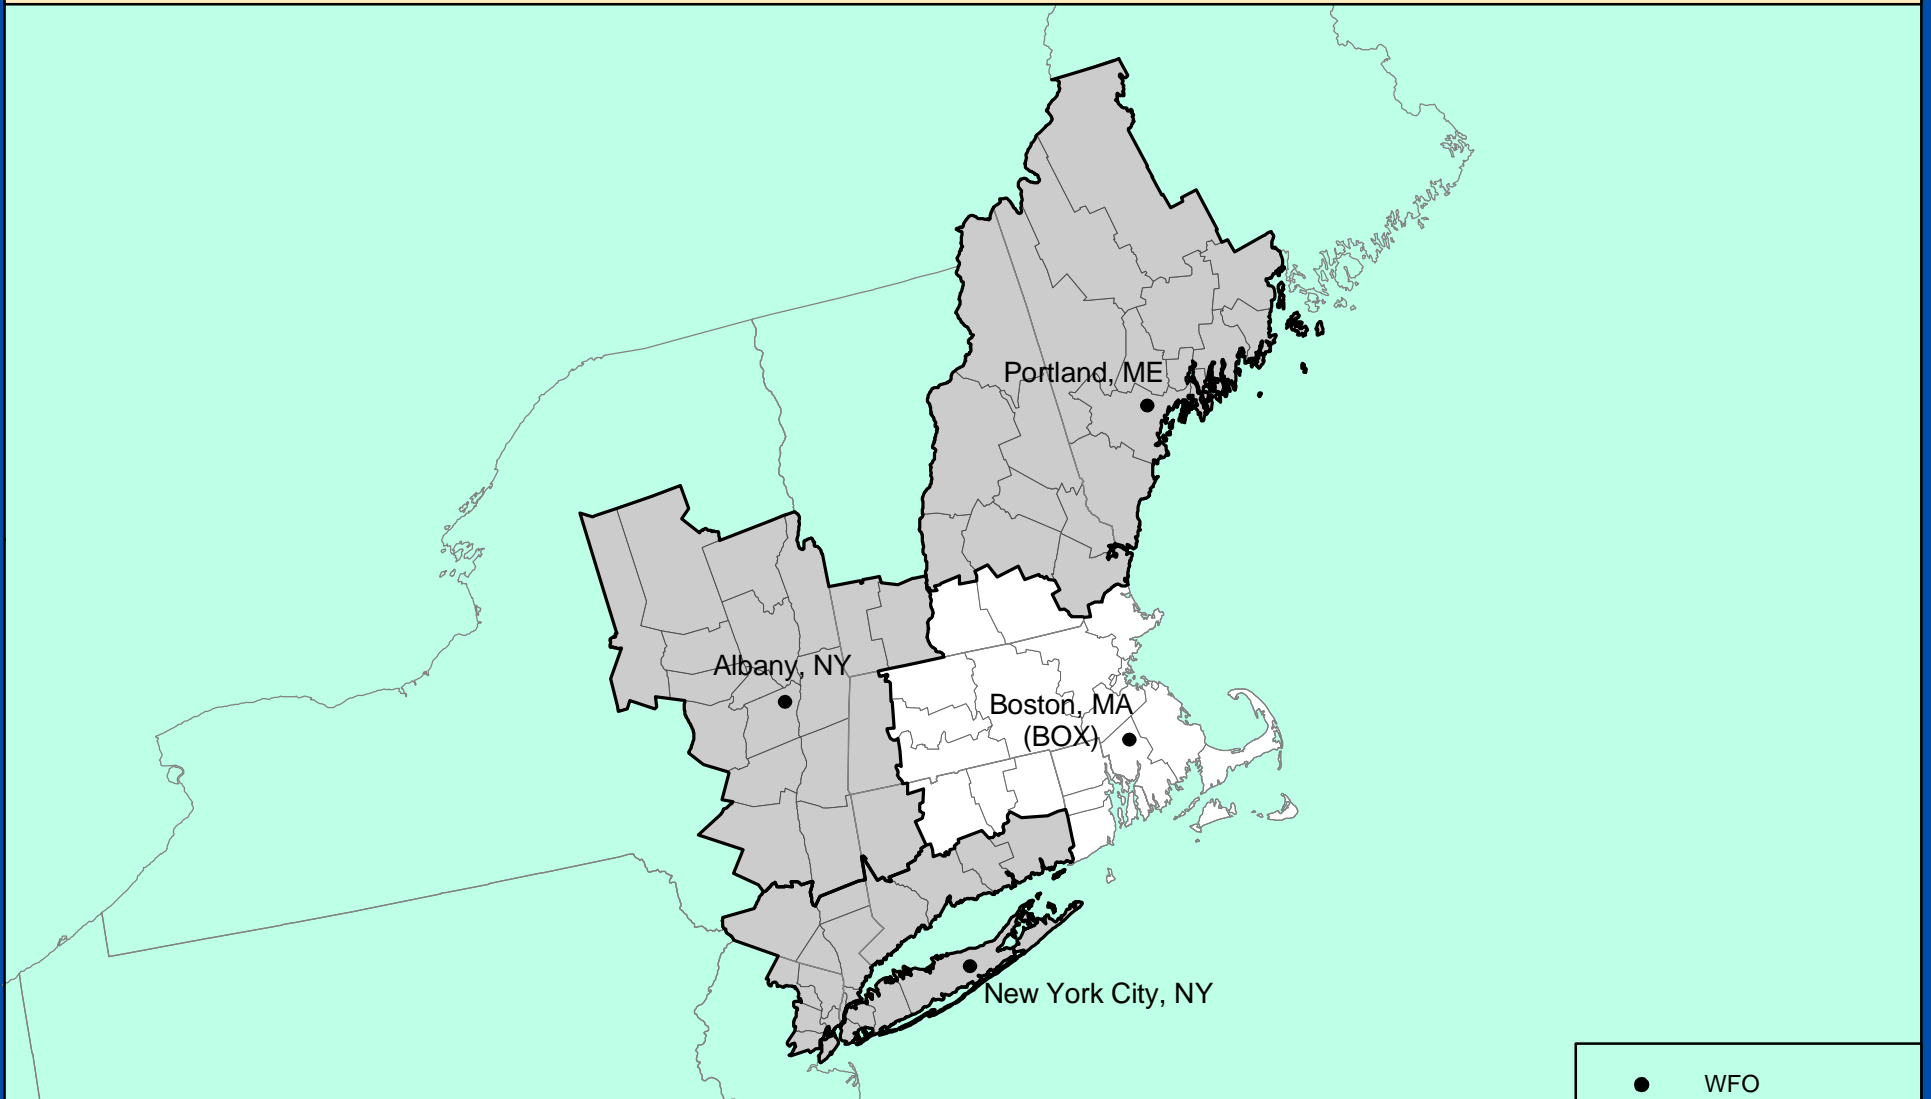 Portland, ME
Albany, NY
Boston, MA
(BOX)
New York City, NY
WFO